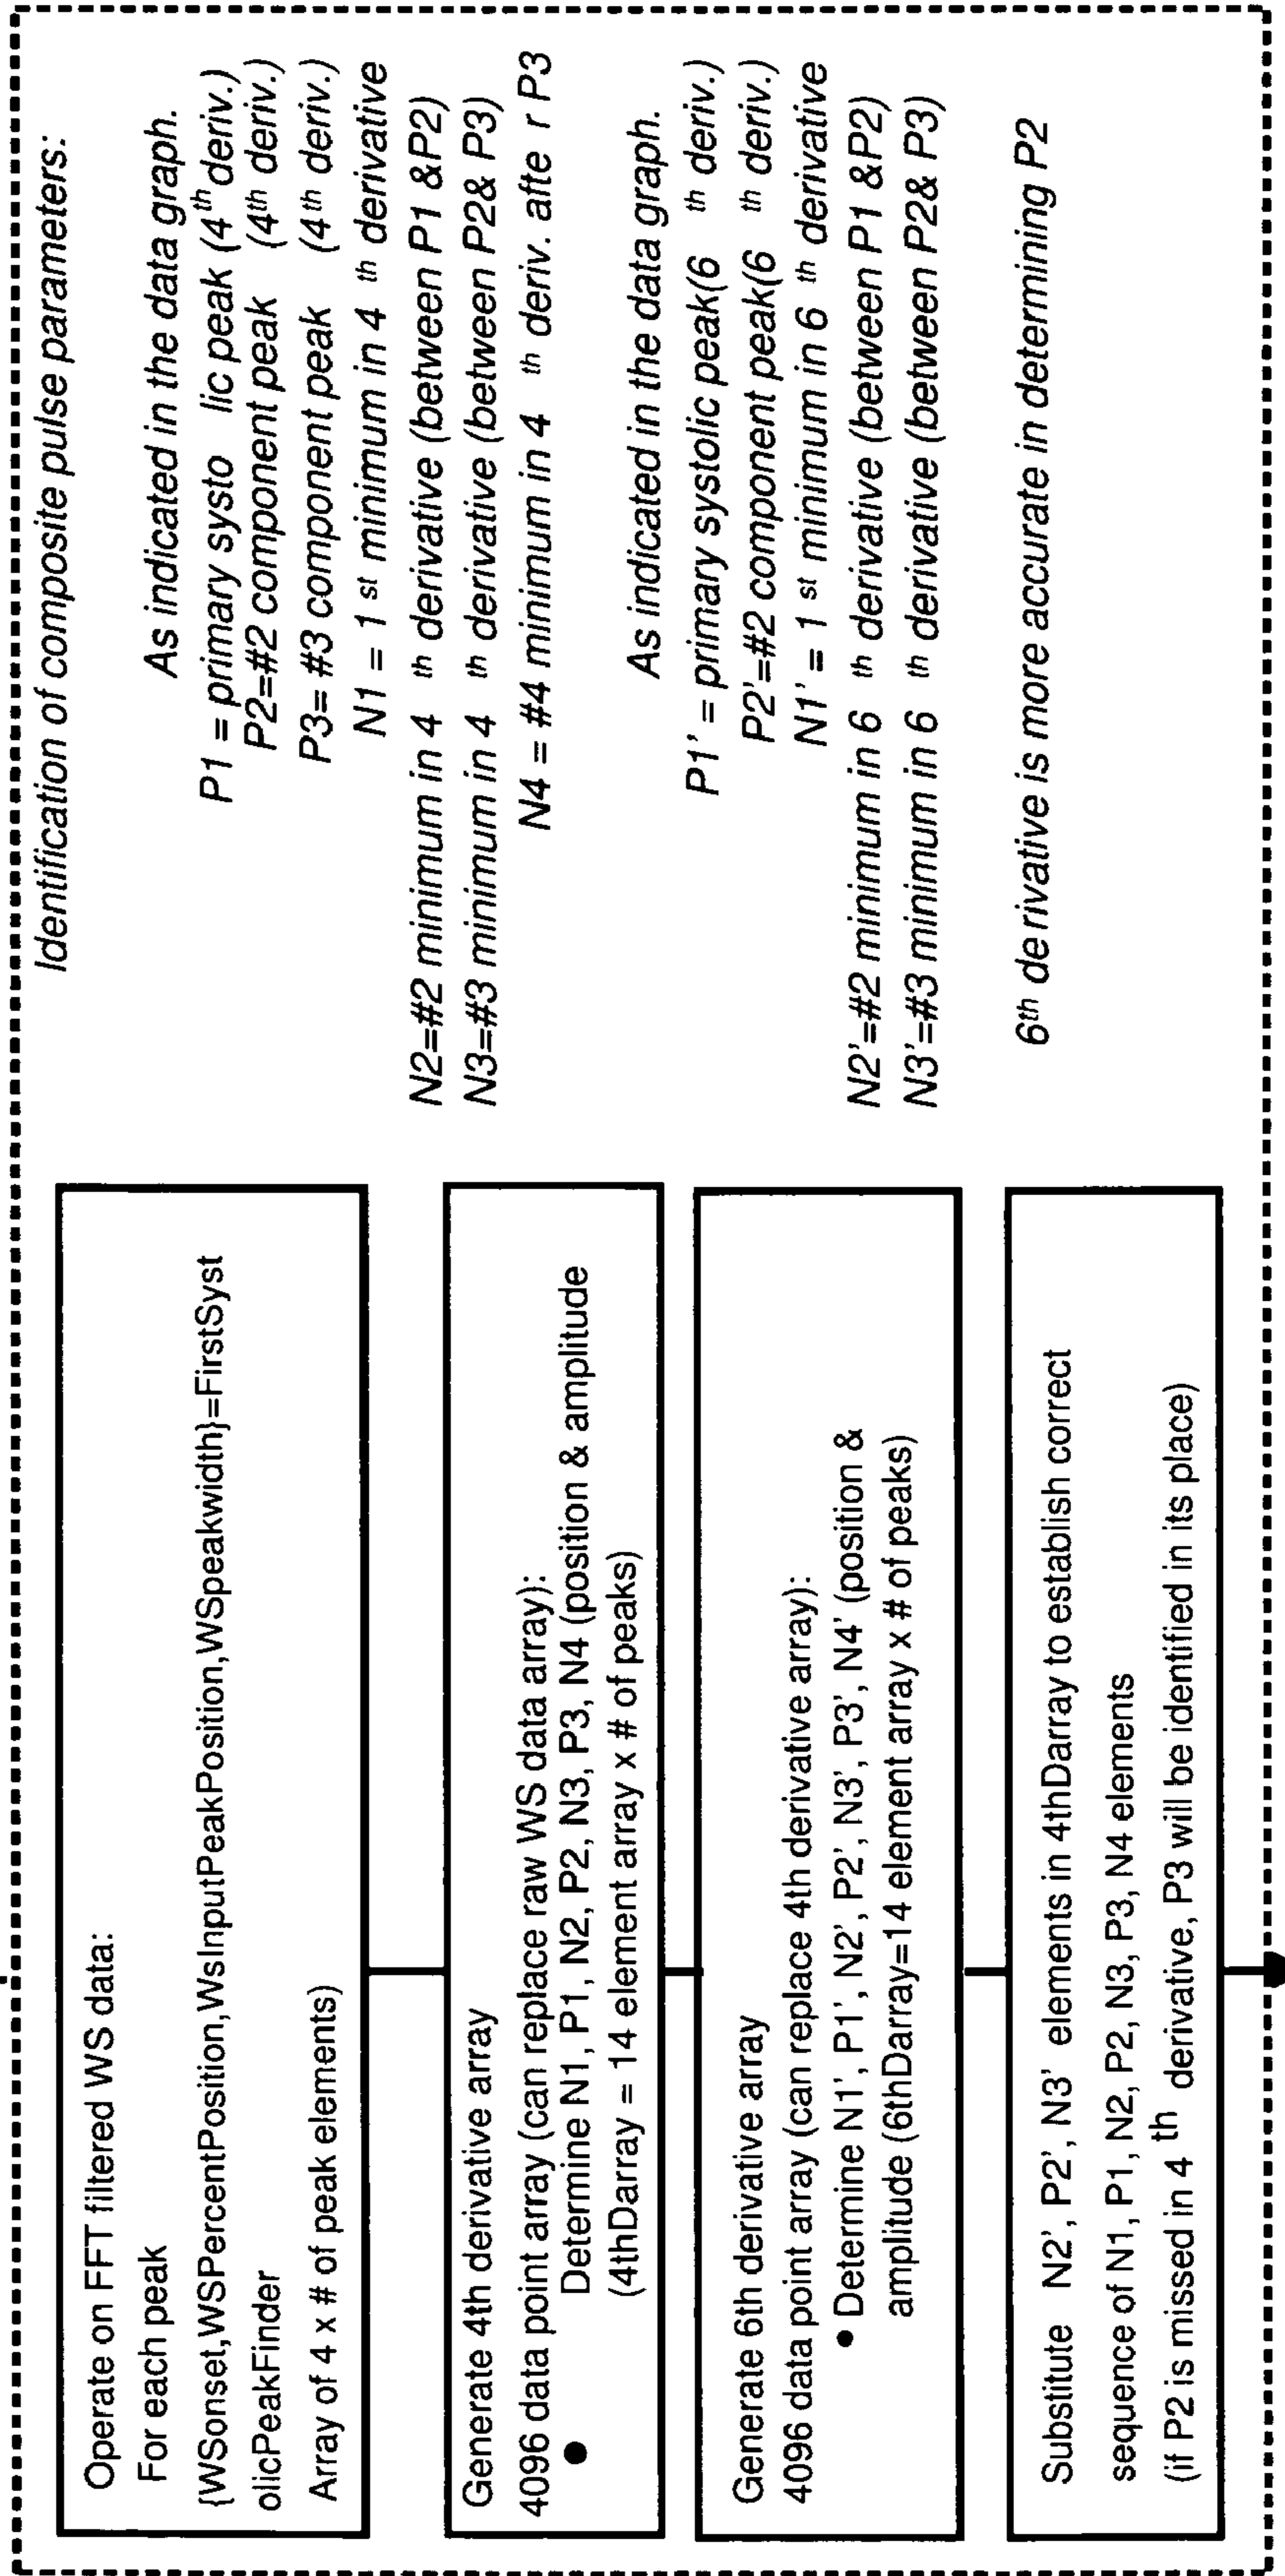 Operate on FFT filtered WS data:
For each peak
{WSonset,WSPercentPosition,WsInputPeakPosition,WSpeakwidth}=FirstSyst
olicPeakFinder
Array of 4 x # of peak elements)
Generate 4th derivative array
4096 data point array (can replace raw WS data array):
● Determine N1, P1, N2, P2, N3, P3, N4 (position & amplitude
(4thDarray = 14 element array x # of peaks)
Generate 6th derivative array
4096 data point array (can replace 4th derivative array):
● Determine N1', P1', N2', P2', N3', P3', N4' (position &
amplitude (6thDarray=14 element array x # of peaks)
Substitute N2', P2', N3' elements in 4thDarray to establish correct
sequence of N1, P1, N2, P2, N3, P3, N4 elements
(if P2 is missed in 4 th derivative, P3 will be identified in its place)
Identification of composite pulse parameters:
As indicated in the data graph.
P1 = primary systo lic peak (4th deriv.)
P2=#2 component peak (4th deriv.)
P3= #3 component peak (4th deriv.)
N1 = 1 st minimum in 4 th derivative
N2=#2 minimum in 4 th derivative (between P1 &P2)
N3=#3 minimum in 4 th derivative (between P2& P3)
N4 = #4 minimum in 4 th deriv. afte r P3
As indicated in the data graph.
P1' = primary systolic peak(6 th deriv.)
P2'=#2 component peak(6 th deriv.)
N1' = 1 st minimum in 6 th derivative
N2'=#2 minimum in 6 th derivative (between P1 &P2)
N3'=#3 minimum in 6 th derivative (between P2& P3)
6th de rivative is more accurate in determining P2